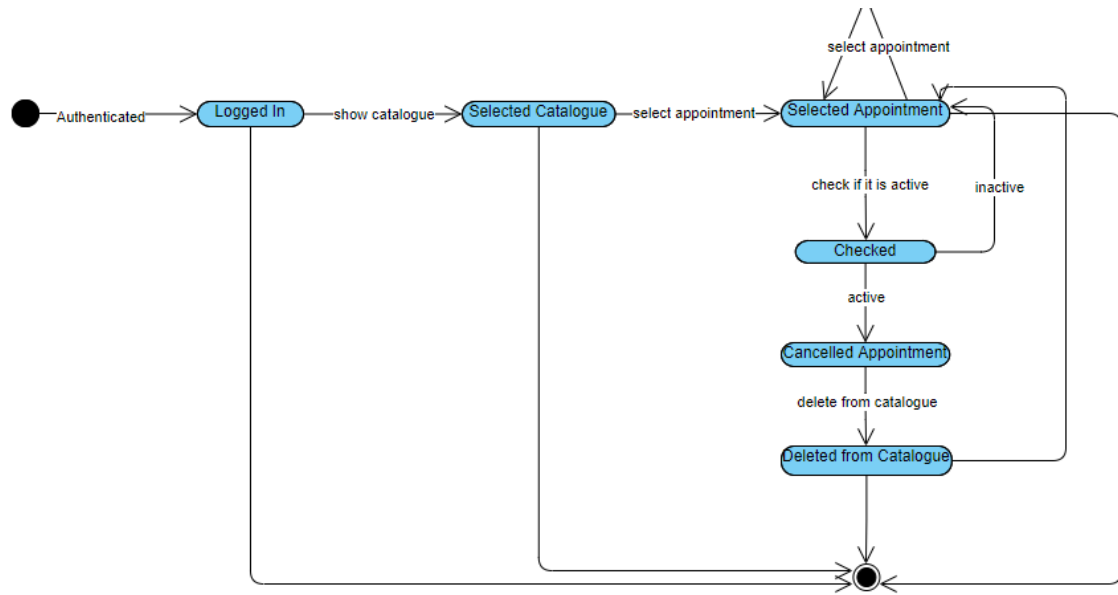 select appointment
Authenticated
Logged In
show catalogue
Selected Catalogue
select appointment
Selected Appointment
check if it is active
inactive
Checked
active
Cancelled Appointment
delete from catalogue
Deleted from Catalogue